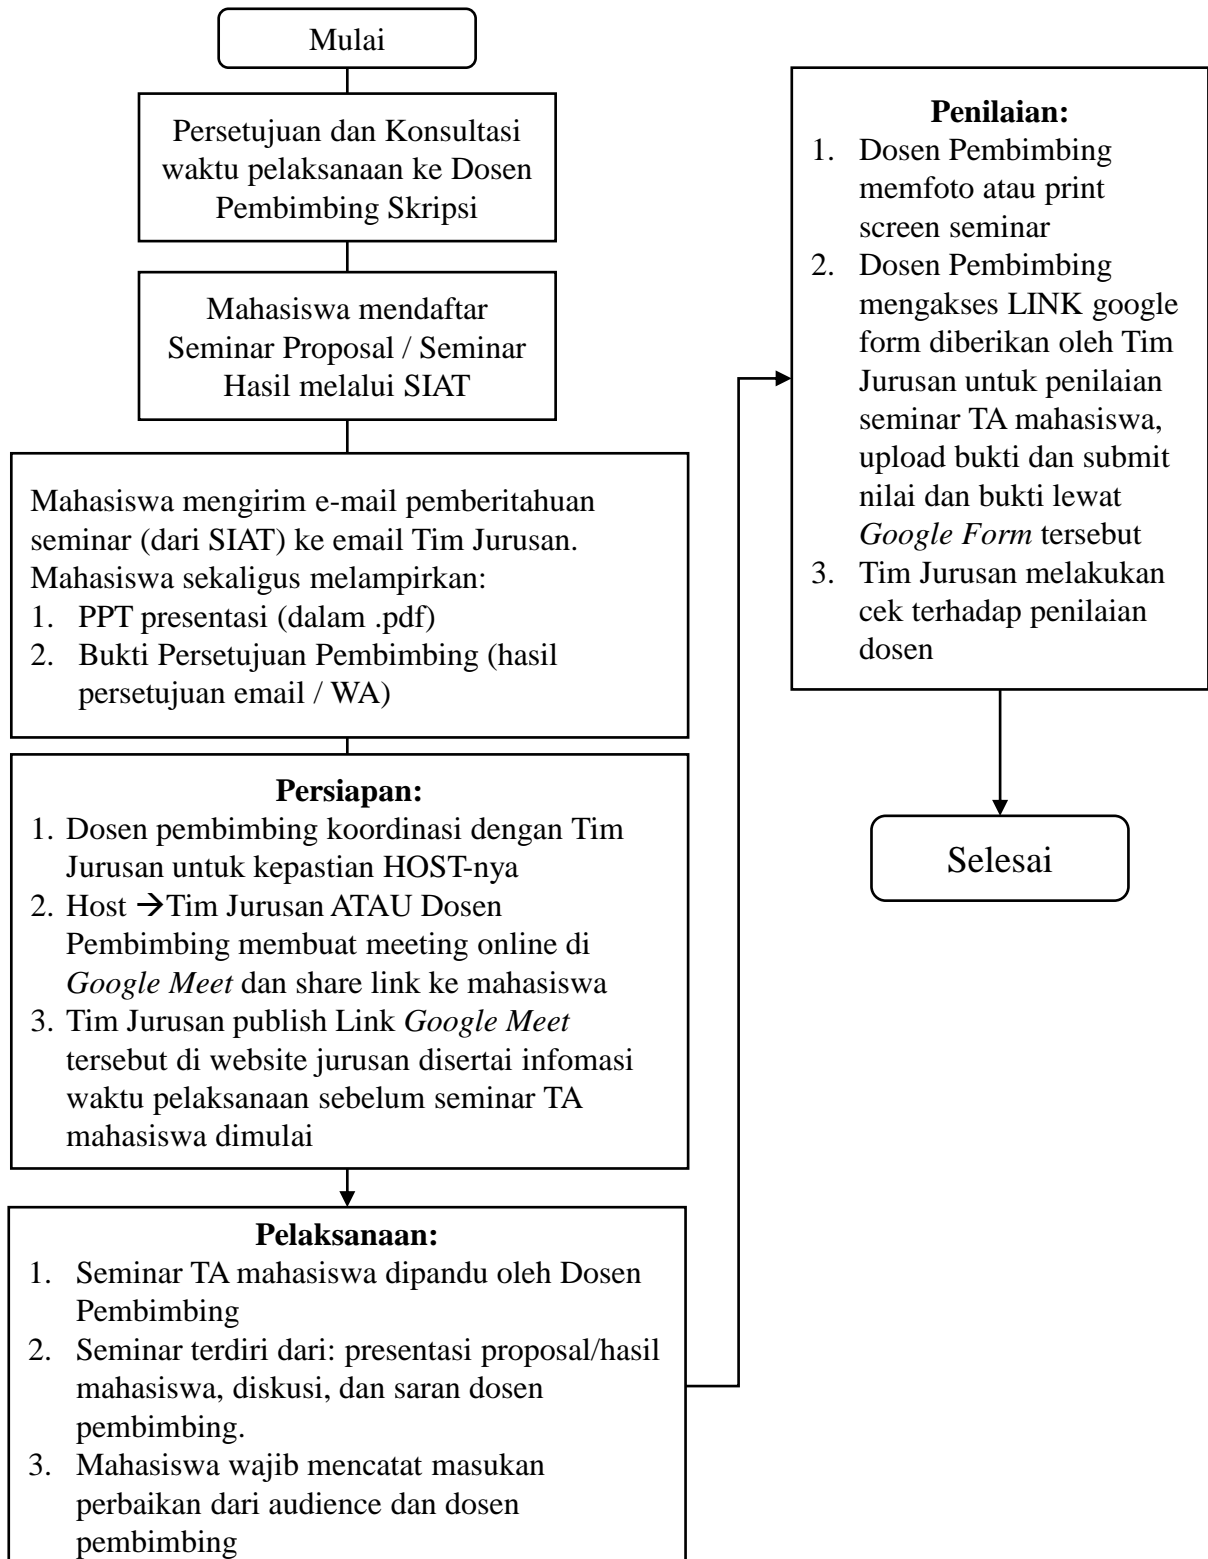 Mulai
Persetujuan dan Konsultasi
waktu pelaksanaan ke Dosen
Pembimbing Skripsi
Mahasiswa mendaftar
Seminar Proposal / Seminar
Hasil melalui SIAT
Mahasiswa mengirim e-mail pemberitahuan
seminar (dari SIAT) ke email Tim Jurusan.
Mahasiswa sekaligus melampirkan:
1. PPT presentasi (dalam .pdf)
2. Bukti Persetujuan Pembimbing (hasil
persetujuan email / WA)
Persiapan:
1. Dosen pembimbing koordinasi dengan Tim
Jurusan untuk kepastian HOST-nya
2. Host →Tim Jurusan ATAU Dosen
Pembimbing membuat meeting online di
Google Meet dan share link ke mahasiswa
3. Tim Jurusan publish Link Google Meet
tersebut di website jurusan disertai infomasi
waktu pelaksanaan sebelum seminar TA
mahasiswa dimulai
Pelaksanaan:
1. Seminar TA mahasiswa dipandu oleh Dosen
Pembimbing
2. Seminar terdiri dari: presentasi proposal/hasil
mahasiswa, diskusi, dan saran dosen
pembimbing.
3. Mahasiswa wajib mencatat masukan
perbaikan dari audience dan dosen
pembimbing
Penilaian:
1. Dosen Pembimbing
memfoto atau print
screen seminar
2. Dosen Pembimbing
mengakses LINK google
form diberikan oleh Tim
Jurusan untuk penilaian
seminar TA mahasiswa,
upload bukti dan submit
nilai dan bukti lewat
Google Form tersebut
3. Tim Jurusan melakukan
cek terhadap penilaian
dosen
Selesai